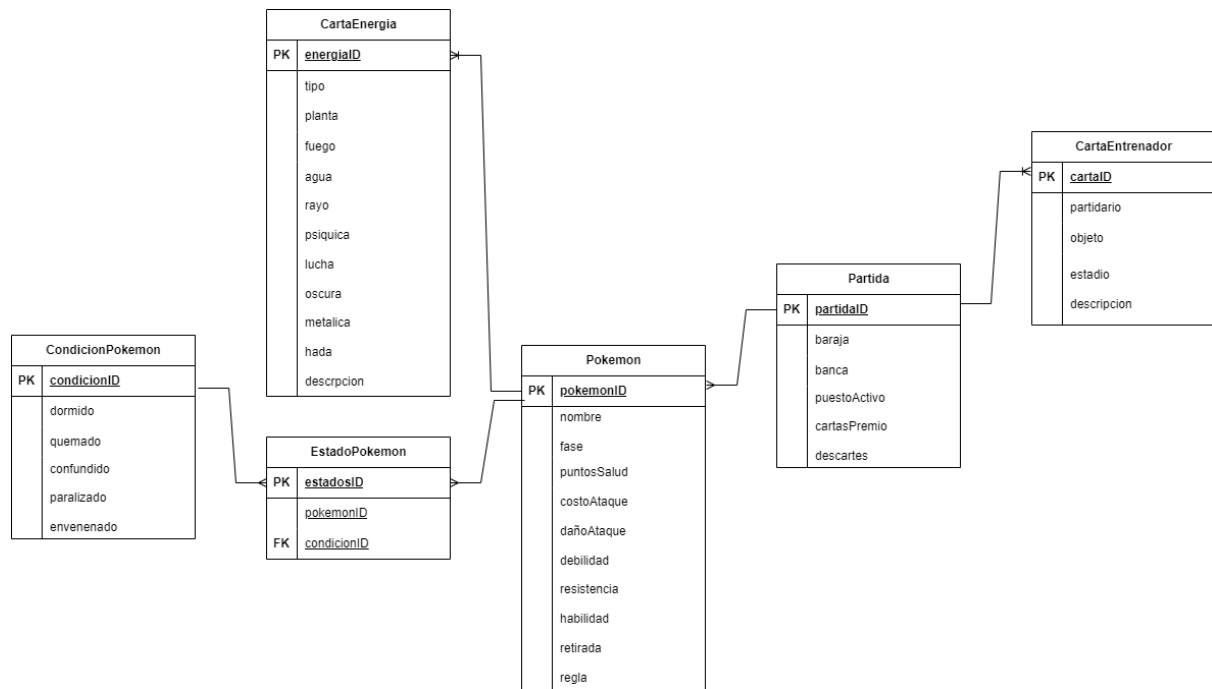 CartaEnergia
PK energiaID
tipo
planta
fuego
agua
rayo
psiquica
lucha
oscura
metalica
hada
descrpcion
CartaEntrenador
PK cartaID
partidario
objeto
estadio
descripcion
Partida
PK partidaID
baraja
banca
puestoActivo
cartasPremio
descartes
CondicionPokemon
PK condicionID
dormido
quemado
confundido
paralizado
envenenado
Pokemon
PK pokemonID
nombre
fase
puntosSalud
costoAtaque
dañoAtaque
debilidad
resistencia
habilidad
retirada
regla
EstadoPokemon
PK estadosID
pokemonID
FK condicionID